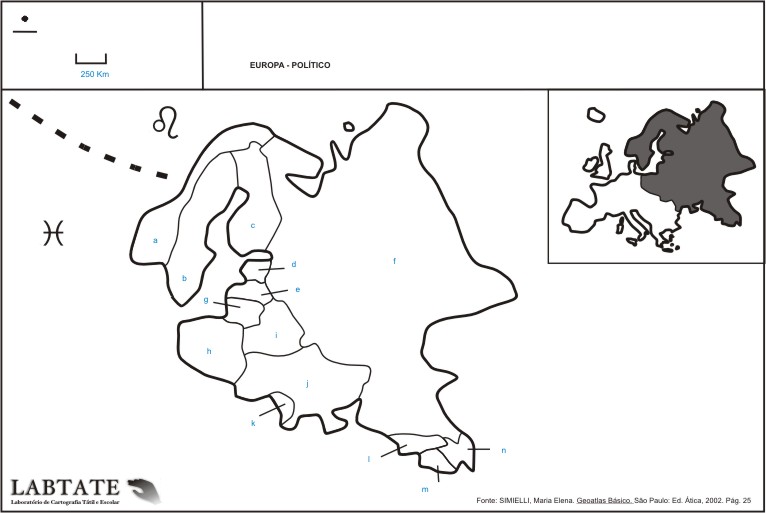 250 Km
EUROPA - POLÍTICO
a
b
c
d
e
f
g
h
i
j
k
l
m
n
LABTATE
Laboratório de Cartografia Tátil e Escolar
Fonte: SIMIELLI, Maria Elena. Geoatlas Básico. São Paulo: Ed. Ática, 2002. Pág. 25